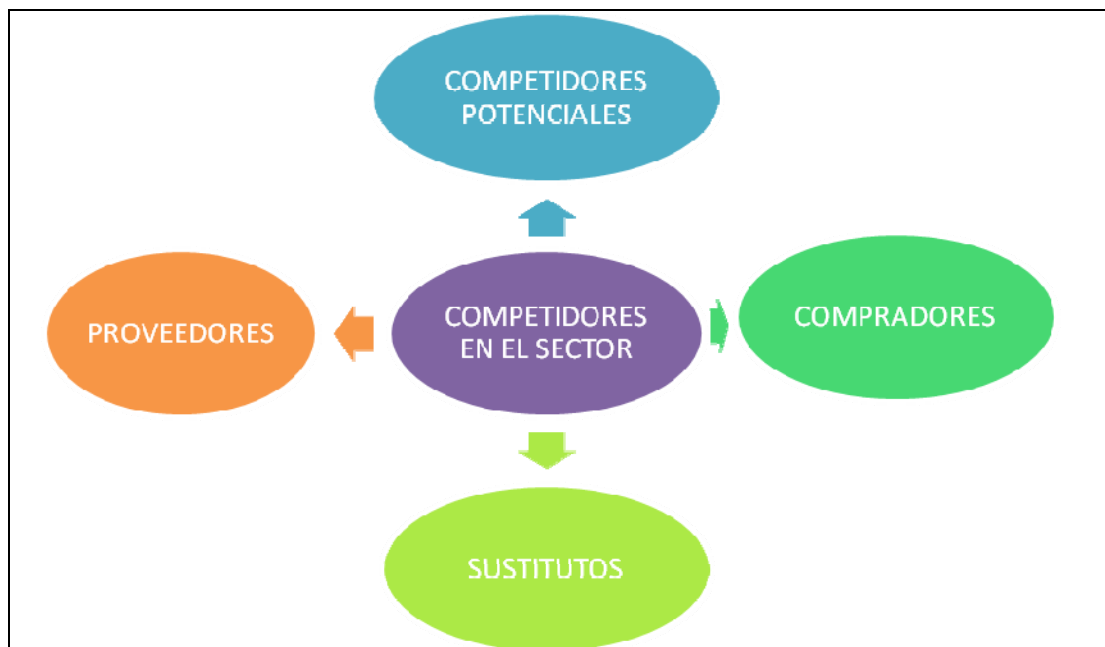 COMPETIDORES
POTENCIALES
PROVEEDORES
COMPETIDORES
EN EL SECTOR
COMPRADORES
SUSTITUTOS